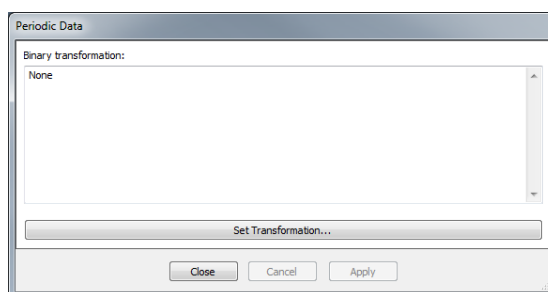 Periodic Data
Binary transformation:
None
Set Transformation...
Close Cancel Apply